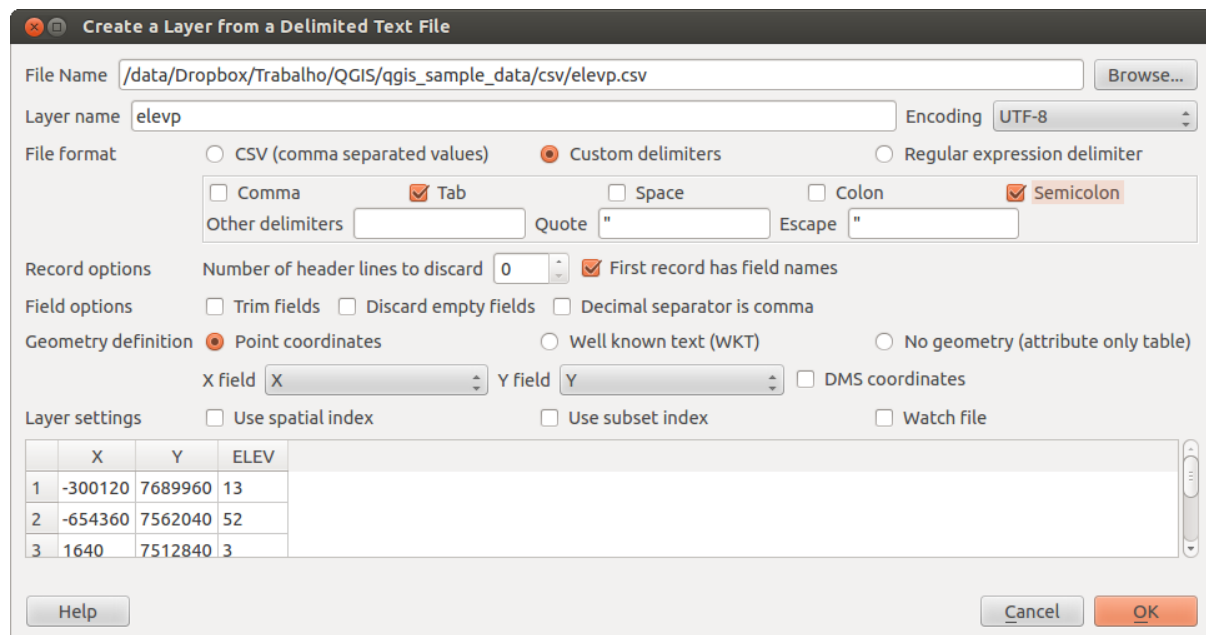 Create a Layer from a Delimited Text File
File Name /data/Dropbox/Trabalho/QGIS/qgis_sample_data/csv/elevp.csv Browse...
Layer name elevp Encoding UTF-8
File format CSV (comma separated values) Custom delimiters Regular expression delimiter
Comma Tab Space Colon Semicolon
Other delimiters Quote " Escape "
Record options Number of header lines to discard 0 First record has field names
Field options Trim fields Discard empty fields Decimal separator is comma
Geometry definition Point coordinates Well known text (WKT) No geometry (attribute only table)
X field X Y field Y DMS coordinates
Layer settings Use spatial index Use subset index Watch file
X Y ELEV
1 -300120 7689960 13
2 -654360 7562040 52
3 1640 7512840 3
Help Cancel OK